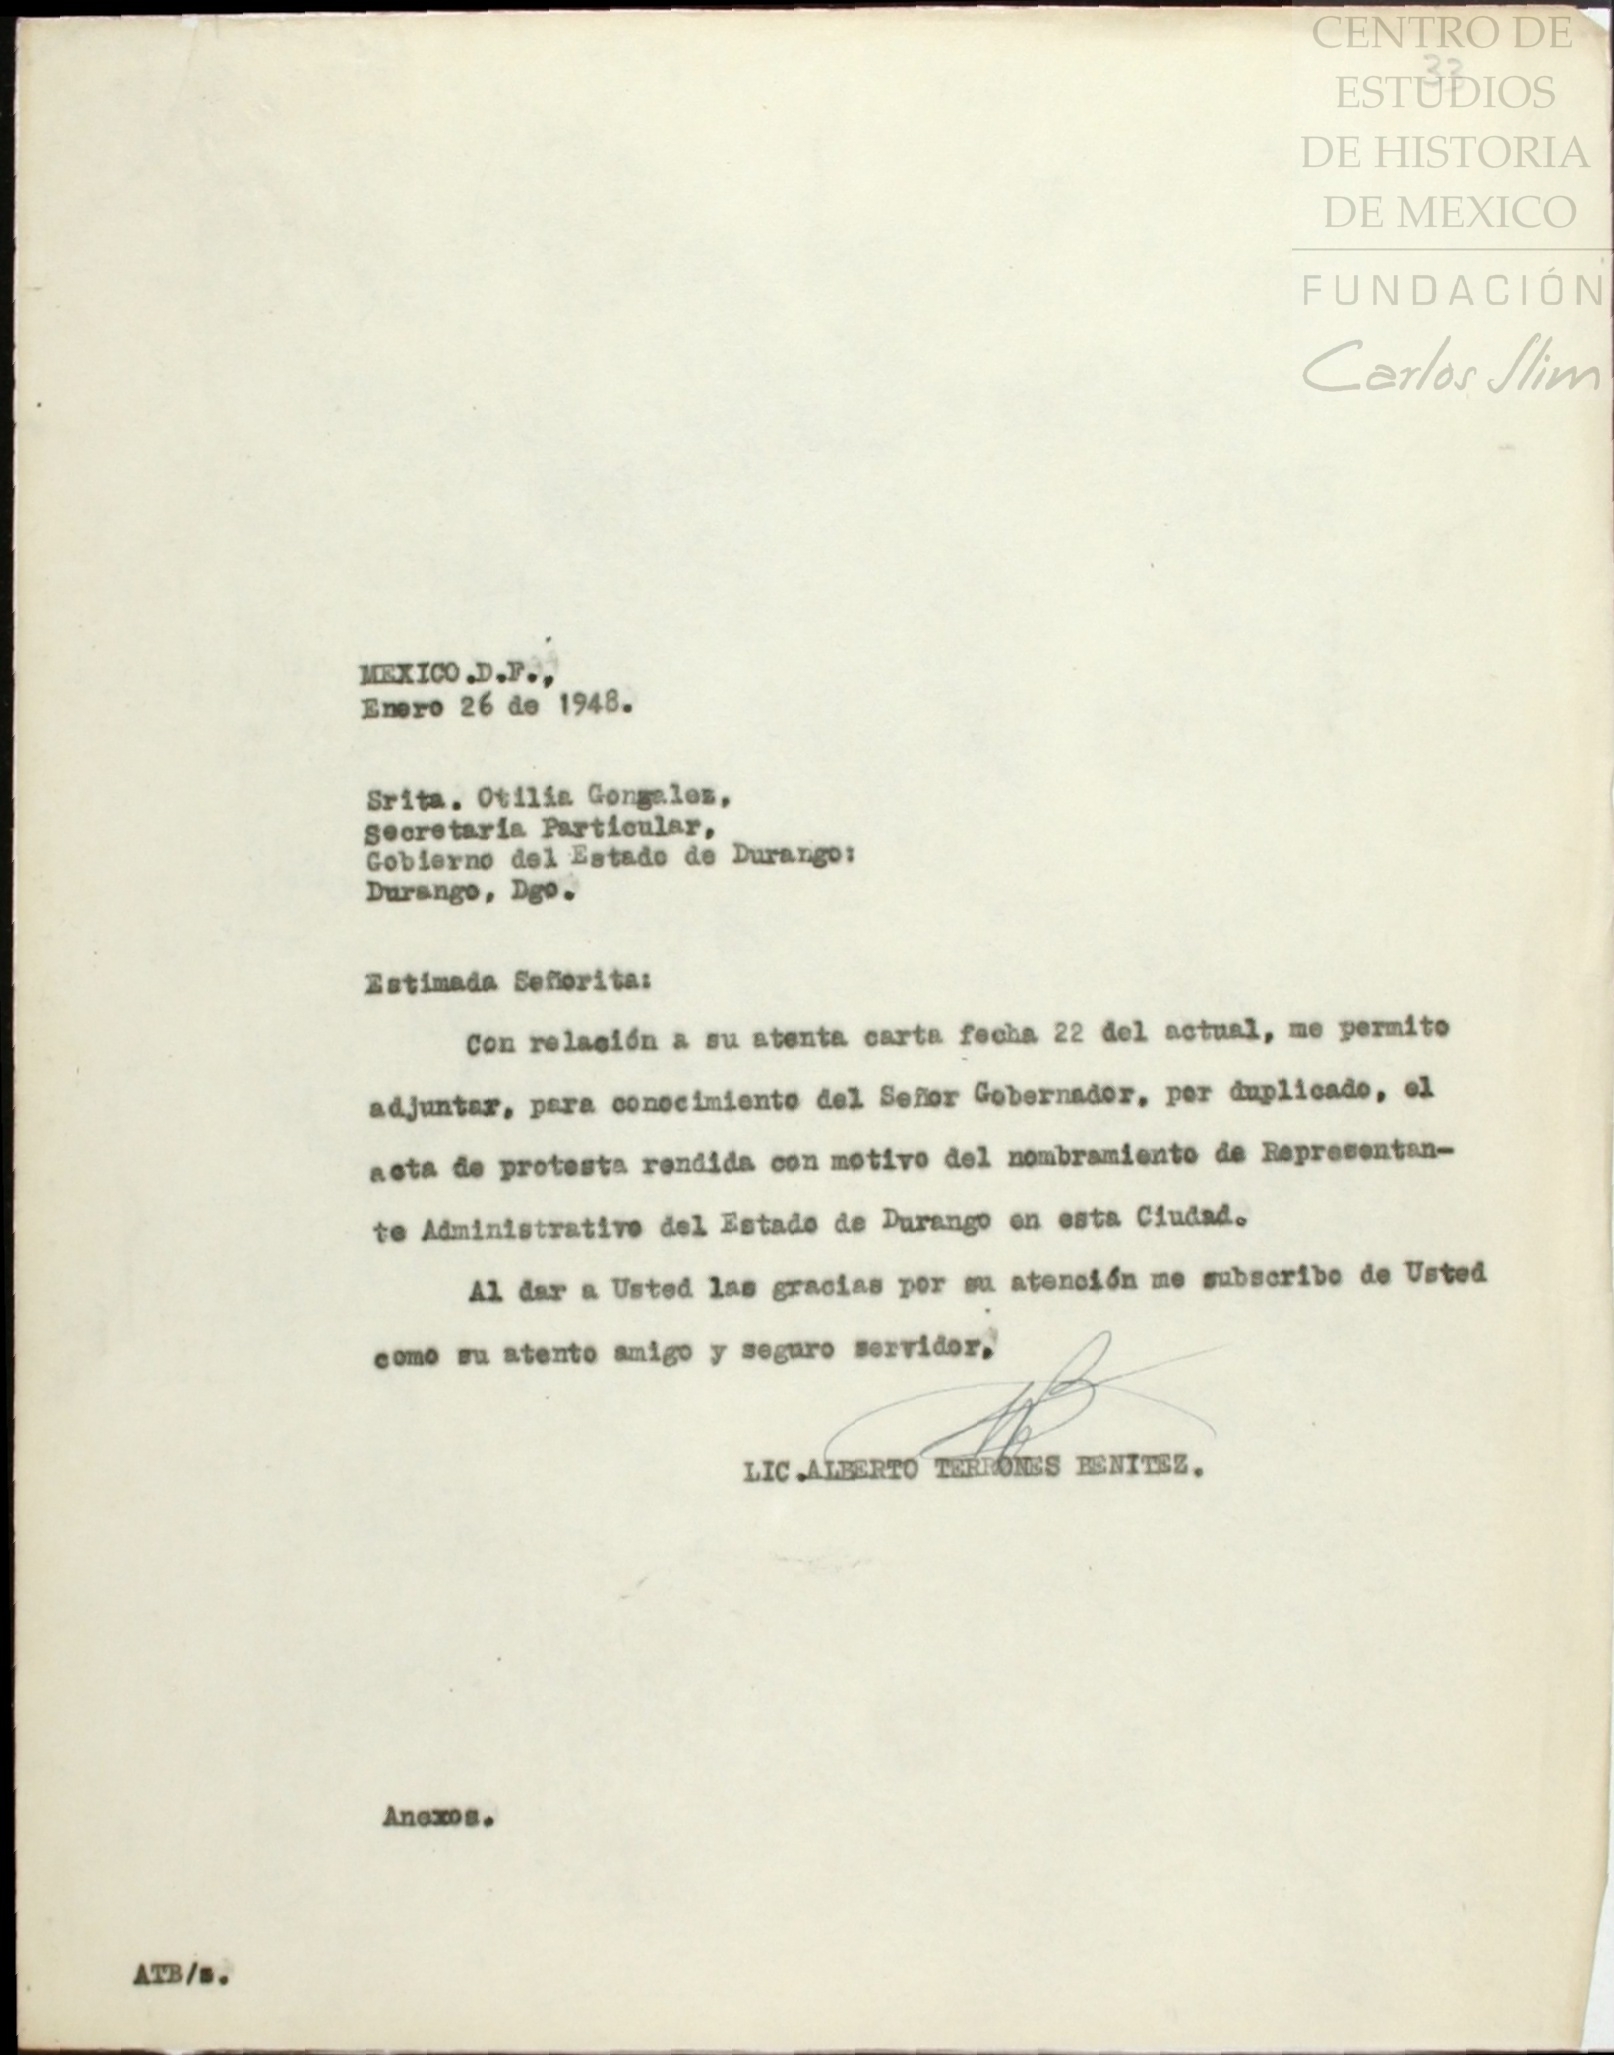 CENTRO DE
33
ESTUDIOS
DE HISTORIA
DE MEXICO
FUNDACIÓN
Carlos Slim
MEXICO.D.F.,
Enero 26 de 1948.
Srita. Otilia Gonzalez,
Secretaria Particular,
Gobierno del Estado de Durango:
Durango, Dgo.
Estimada Señorita:
Con relación a su atenta carta fecha 22 del actual, me permito
adjuntar, para conocimiento del Señor Gobernador, por duplicado, el
acta de protesta rendida con motivo del nombramiento de Representan-
te Administrativo del Estado de Durango en esta Ciudad.
Al dar a Usted las gracias por su atención me subscribo de Usted
como su atento amigo y seguro servidor.
LIC.ALBERTO TERRONES BENITEZ.
Anexos.
ATB/s.